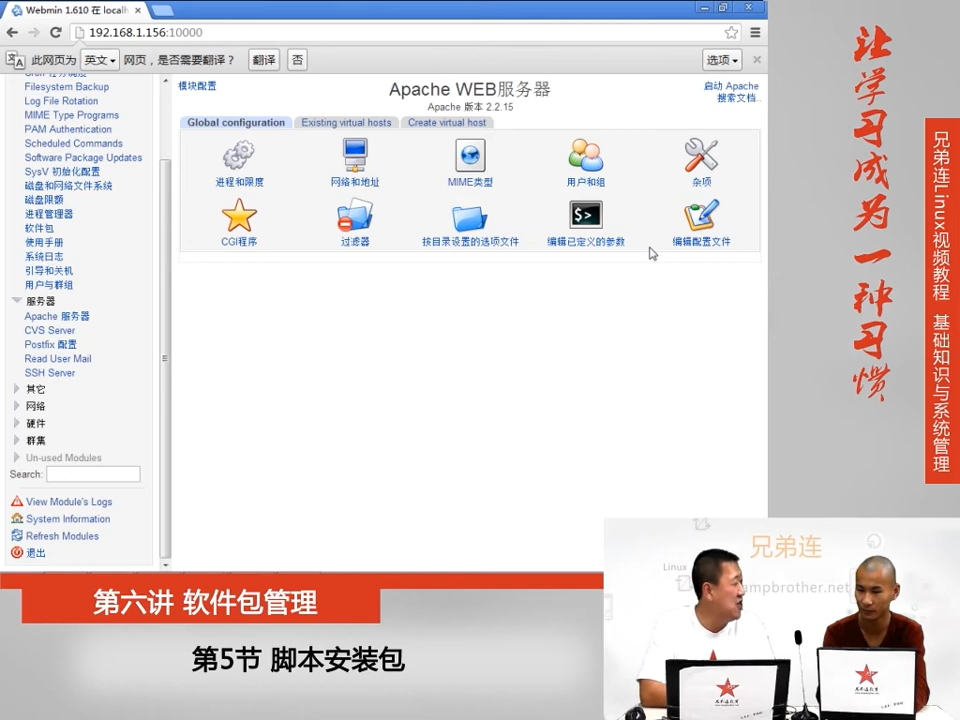 Webmin 1.610 在 localh
192.168.1.156:10000
此网页为 英文 网页，是否需要翻译？ 翻译 否 选项
Filesystem Backup
Log File Rotation
MIME Type Programs
PAM Authentication
Scheduled Commands
Software Package Updates
SysV 初始化配置
磁盘和网络文件系统
磁盘限额
进程管理器
软件包
使用手册
系统日志
引导和关机
用户与群组
服务器
Apache 服务器
CVS Server
Postfix 配置
Read User Mail
SSH Server
其它
网络
硬件
群集
Un-used Modules
Search:
View Module's Logs
System Information
Refresh Modules
退出
模块配置
Apache WEB服务器
Apache 版本 2.2.15
启动 Apache
搜索文档..
Global configuration Existing virtual hosts Create virtual host
进程和限度 网络和地址 MIME类型 用户和组 杂项
CGI程序 过滤器 按目录设置的选项文件 编辑已定义的参数 编辑配置文件
让学习成为一种习惯
兄弟连Linux视频教程 基础知识与系统管理
第六讲 软件包管理
第5节 脚本安装包
兄弟连
Linux
ampbrother.net